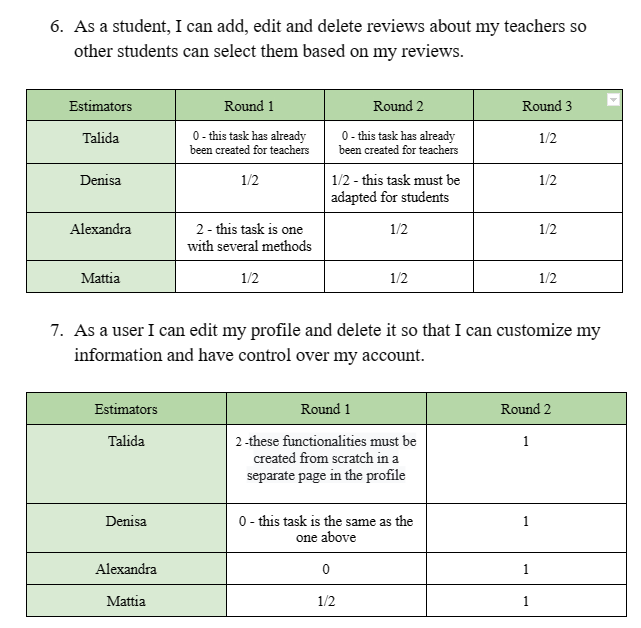 6. As a student, I can add, edit and delete reviews about my teachers so
other students can select them based on my reviews.
Estimators Round 1 Round 2 Round 3
Talida 0 - this task has already 0 - this task has already 1/2
been created for teachers been created for teachers
Denisa 1/2 1/2 - this task must be 1/2
adapted for students
Alexandra 2 - this task is one 1/2 1/2
with several methods
Mattia 1/2 1/2 1/2
7. As a user I can edit my profile and delete it so that I can customize my
information and have control over my account.
Estimators Round 1 Round 2
Talida 2 -these functionalities must be 1
created from scratch in a
separate page in the profile
Denisa 0 - this task is the same as the 1
one above
Alexandra 0 1
Mattia 1/2 1